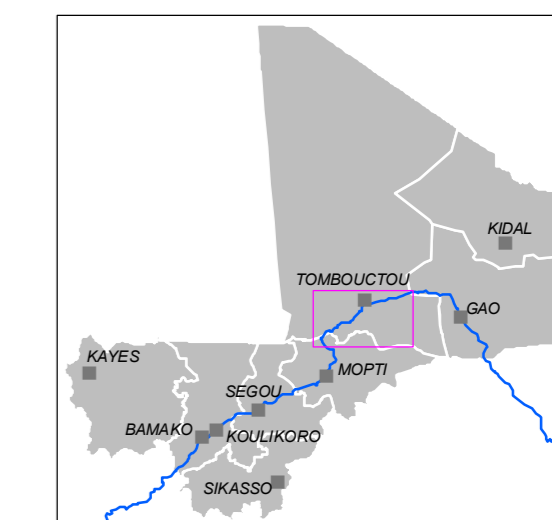 KIDAL
TOMBOUCTOU
GAO
KAYES
MOPTI
SEGOU
BAMAKO
KOULIKORO
SIKASSO